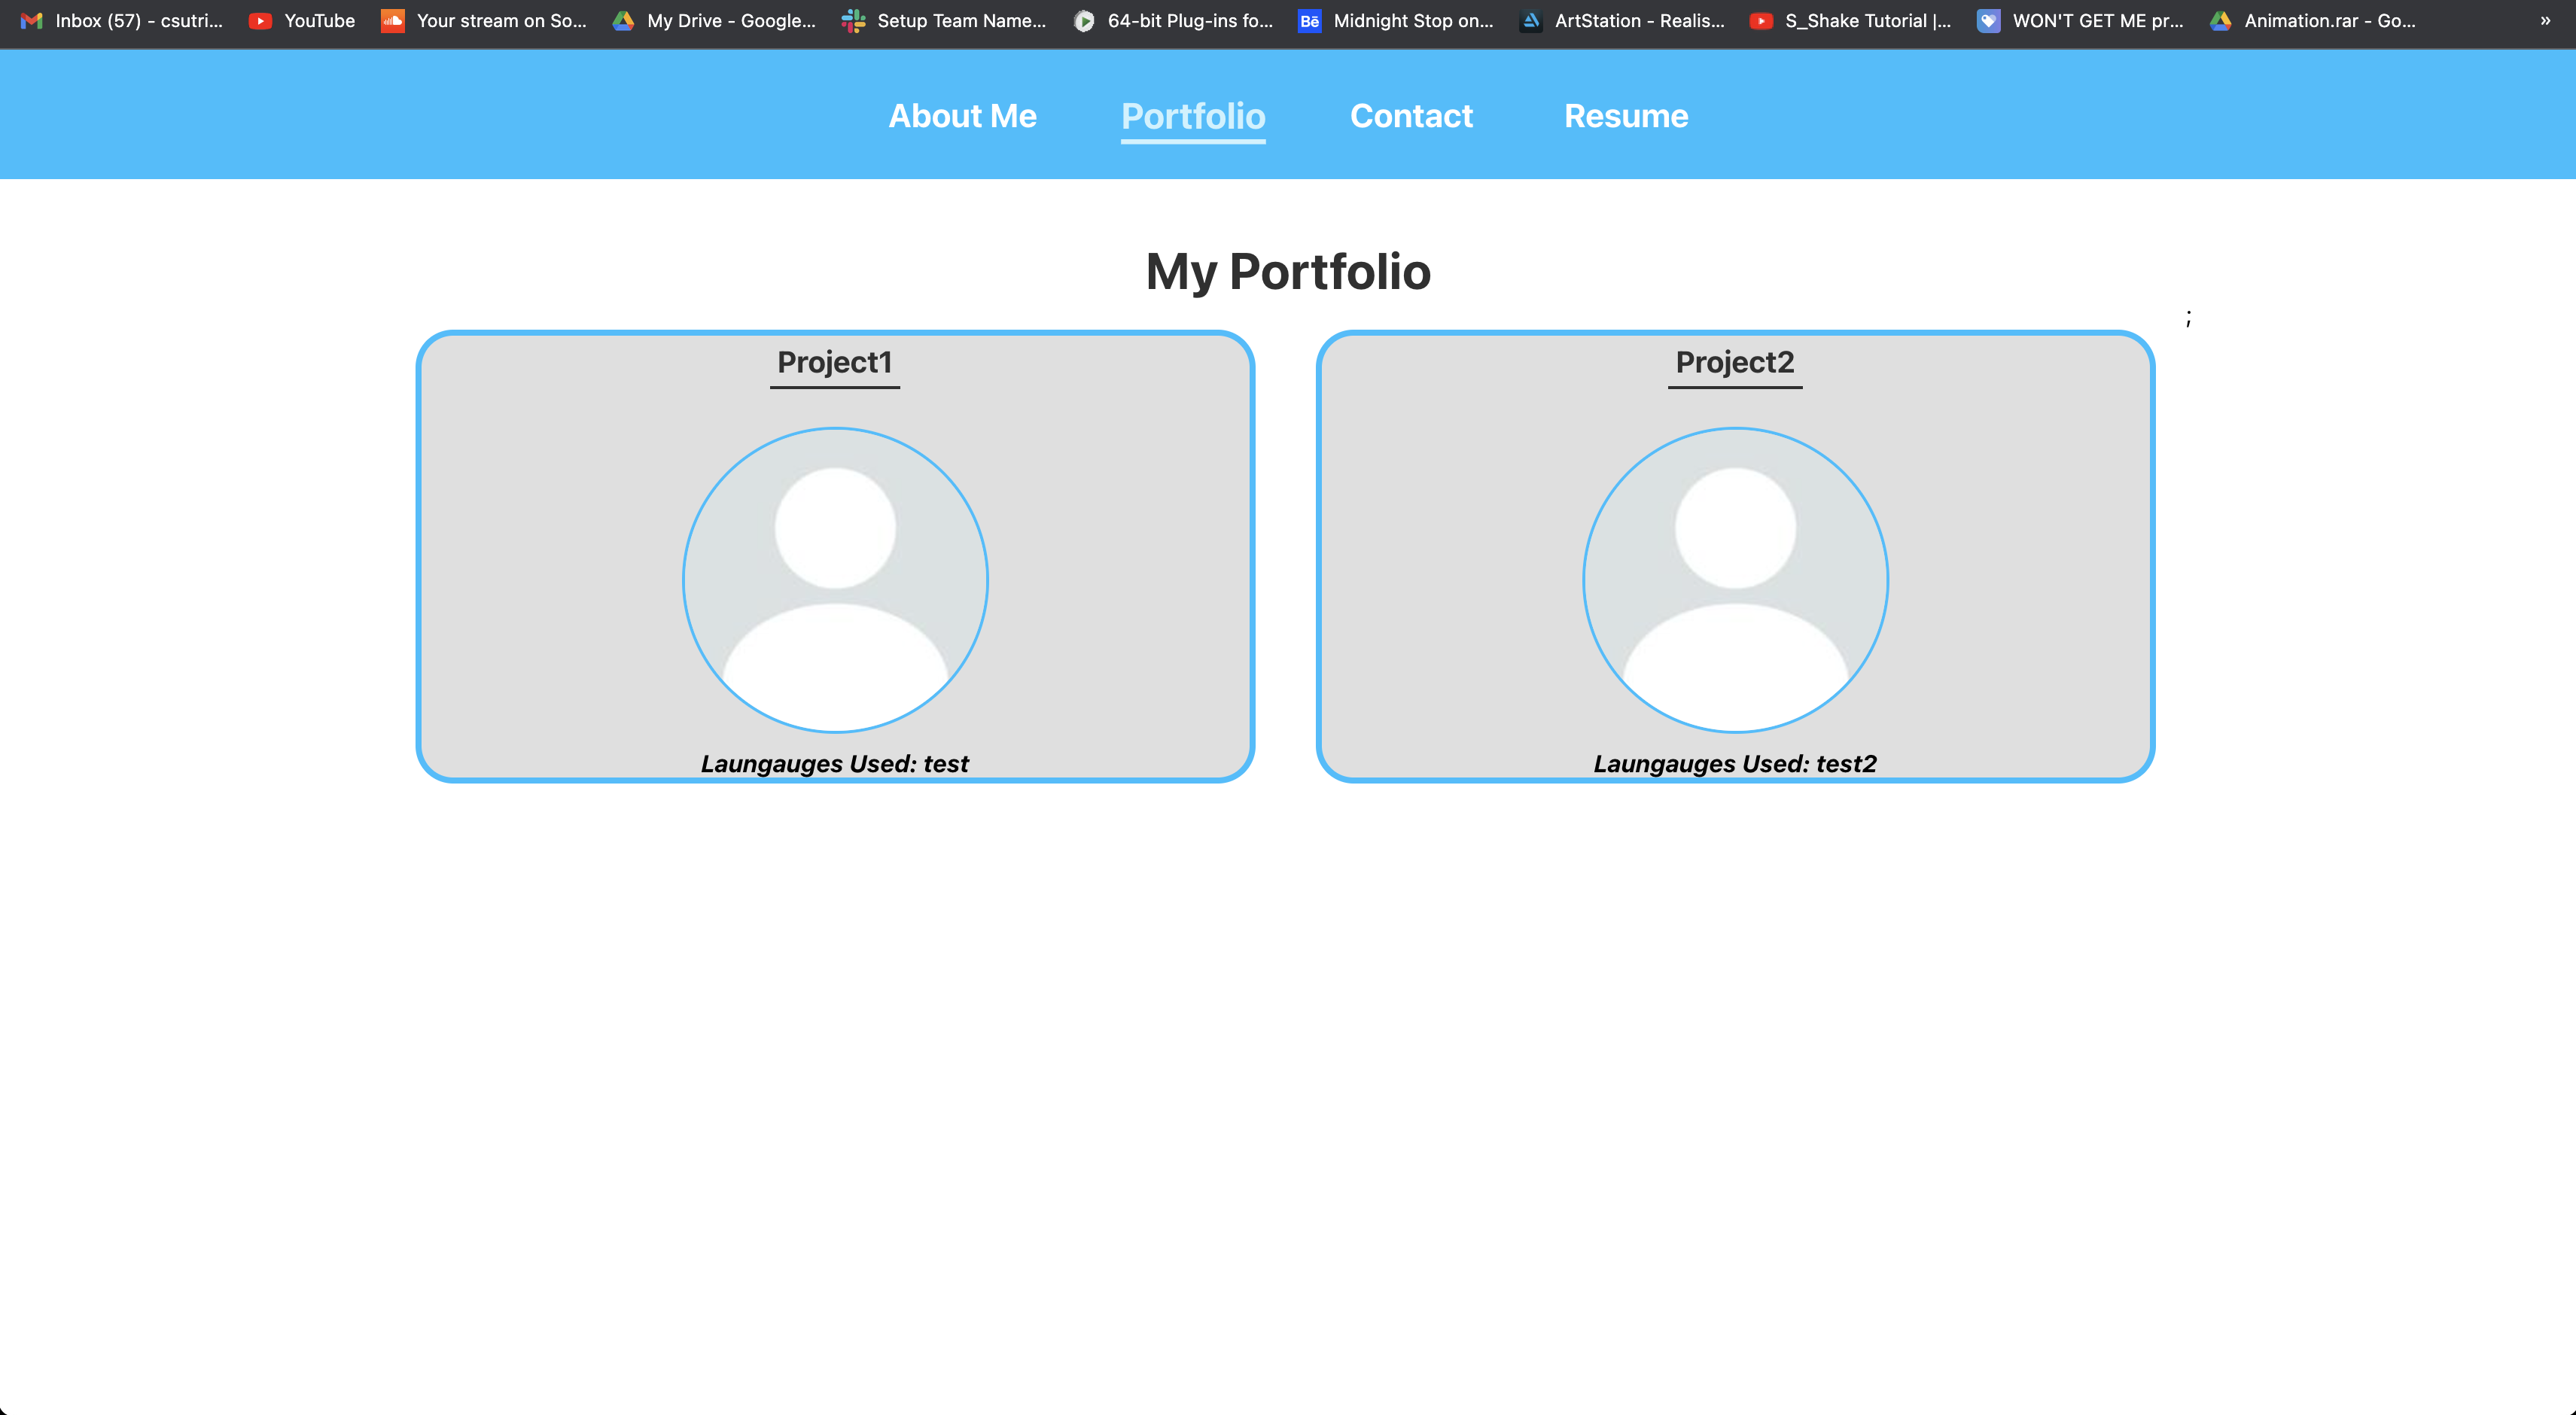 Inbox (57) - csutri... YouTube Your stream on So... My Drive - Google... Setup Team Name... 64-bit Plug-ins fo... Bē Midnight Stop on... ArtStation - Realis... S_Shake Tutorial |... WON'T GET ME pr... Animation.rar - Go... »
About Me Portfolio Contact Resume
My Portfolio
;
Project1 Project2
Laungauges Used: test Laungauges Used: test2